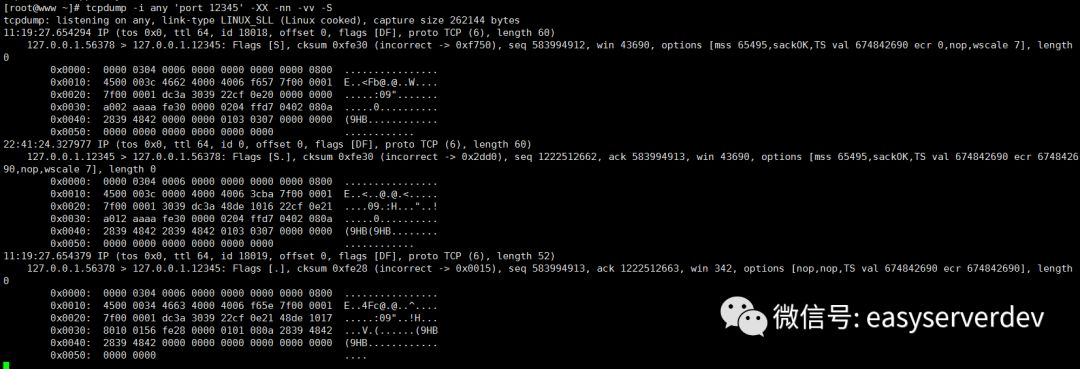 [root@www ~]# tcpdump -i any 'port 12345' -XX -nn -vv -S
tcpdump: listening on any, link-type LINUX_SLL (Linux cooked), capture size 262144 bytes
11:19:27.654294 IP (tos 0x0, ttl 64, id 18018, offset 0, flags [DF], proto TCP (6), length 60)
127.0.0.1.56378 > 127.0.0.1.12345: Flags [S], cksum 0xfe30 (incorrect -> 0xf750), seq 583994912, win 43690, options [mss 65495,sackOK,TS val 674842690 ecr 0,nop,wscale 7], length
0
0x0000: 0000 0304 0006 0000 0000 0000 0000 0800 ................
0x0010: 4500 003c 4662 4000 4006 f657 7f00 0001 E..<Fb@.@..W....
0x0020: 7f00 0001 dc3a 3039 22cf 0e20 0000 0000 .....:09".......
0x0030: a002 aaaa fe30 0000 0204 ffd7 0402 080a .....0..........
0x0040: 2839 4842 0000 0000 0103 0307 0000 0000 (9HB............
0x0050: 0000 0000 0000 0000 0000 0000 ............
22:41:24.327977 IP (tos 0x0, ttl 64, id 0, offset 0, flags [DF], proto TCP (6), length 60)
127.0.0.1.12345 > 127.0.0.1.56378: Flags [S.], cksum 0xfe30 (incorrect -> 0x2dd0), seq 1222512662, ack 583994913, win 43690, options [mss 65495,sackOK,TS val 674842690 ecr 6748426
90,nop,wscale 7], length 0
0x0000: 0000 0304 0006 0000 0000 0000 0000 0800 ................
0x0010: 4500 003c 0000 4000 4006 3cba 7f00 0001 E..<..@.@.<.....
0x0020: 7f00 0001 3039 dc3a 48de 1016 22cf 0e21 ....09.:H..."..!
0x0030: a012 aaaa fe30 0000 0204 ffd7 0402 080a .....0..........
0x0040: 2839 4842 2839 4842 0103 0307 0000 0000 (9HB(9HB........
0x0050: 0000 0000 0000 0000 0000 0000 ............
11:19:27.654379 IP (tos 0x0, ttl 64, id 18019, offset 0, flags [DF], proto TCP (6), length 52)
127.0.0.1.56378 > 127.0.0.1.12345: Flags [.], cksum 0xfe28 (incorrect -> 0x0015), seq 583994913, ack 1222512663, win 342, options [nop,nop,TS val 674842690 ecr 674842690], length
0
0x0000: 0000 0304 0006 0000 0000 0000 0000 0800 ................
0x0010: 4500 0034 4663 4000 4006 f65e 7f00 0001 E..4Fc@.@..^....
0x0020: 7f00 0001 dc3a 3039 22cf 0e21 48de 1017 .....:09"..!H...
0x0030: 8010 0156 fe28 0000 0101 080a 2839 4842 ...V.(......(9HB
0x0040: 2839 4842 0000 0000 0000 0000 0000 0000 (9HB............
0x0050: 0000 0000 ....
微信号: easyserverdev